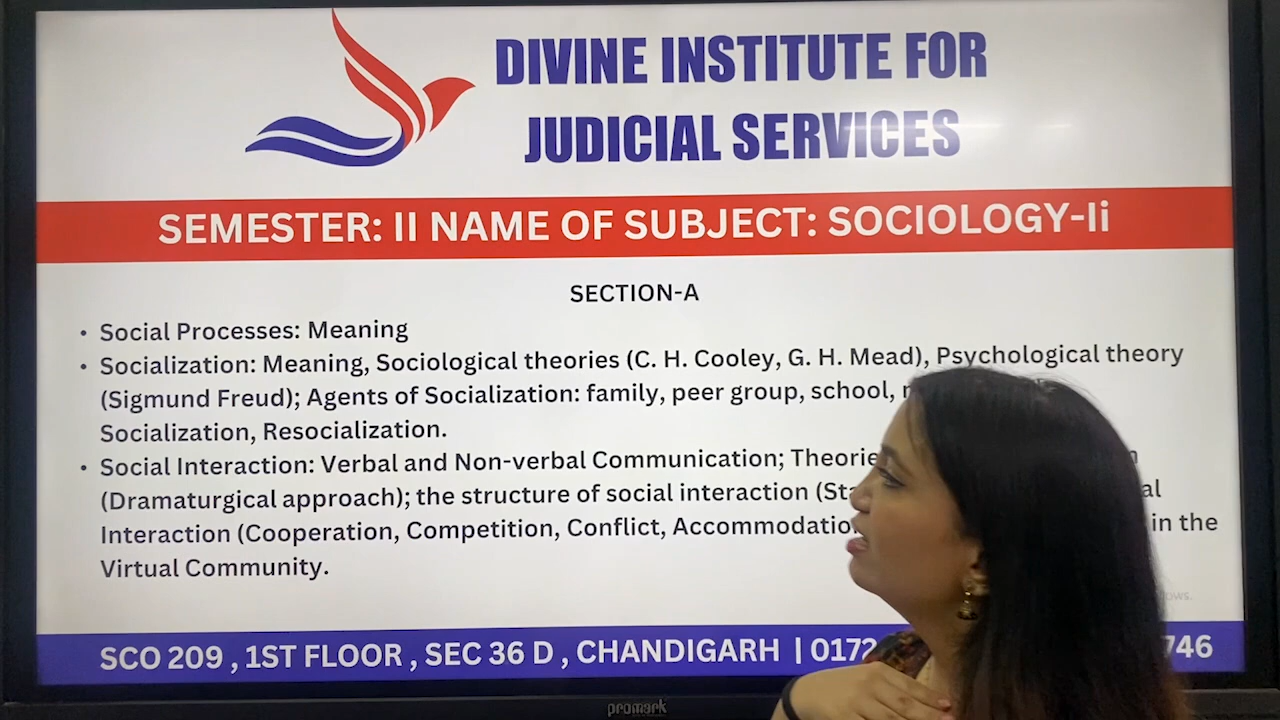 DIVINE INSTITUTE FOR
JUDICIAL SERVICES
SEMESTER: II NAME OF SUBJECT: SOCIOLOGY-Ii
SECTION-A
• Social Processes: Meaning
• Socialization: Meaning, Sociological theories (C. H. Cooley, G. H. Mead), Psychological theory
(Sigmund Freud); Agents of Socialization: family, peer group, school,
Socialization, Resocialization.
• Social Interaction: Verbal and Non-verbal Communication;
(Dramaturgical approach); the structure of social interaction
Interaction (Cooperation, Competition, Conflict, in the
Virtual Community.
SCO 209 , 1ST FLOOR , SEC 36 D , CHANDIGARH | 0172 746
promark